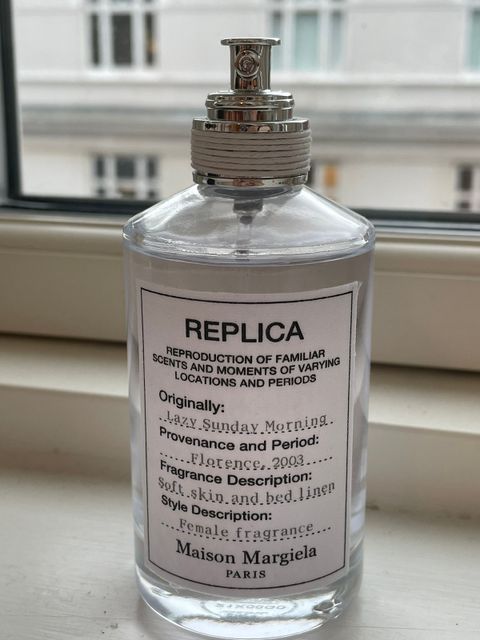 REPLICA
REPRODUCTION OF FAMILIAR
SCENTS AND MOMENTS OF VARYING
LOCATIONS AND PERIODS
Originally:
Lazy Sunday Morning
Provenance and Period:
Florence, 2003
Fragrance Description:
Soft skin and bed linen
Style Description:
Female fragrance
Maison Margiela
PARIS